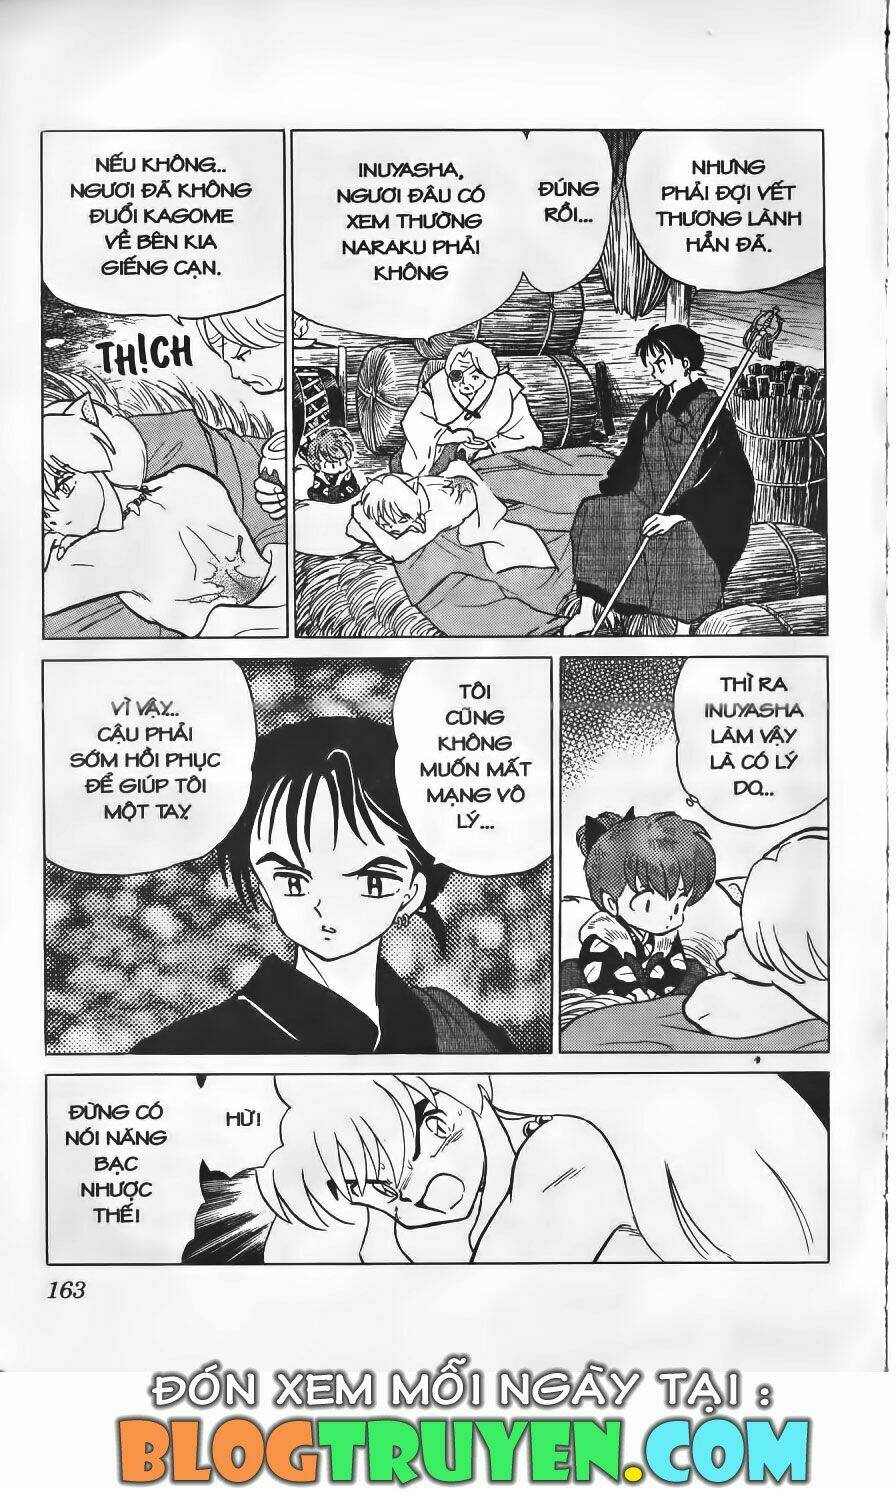 NHƯNG
PHẢI ĐỢI VẾT
THƯƠNG LÀNH
HẲN ĐÃ.
ĐÚNG
RỒI...
INUYASHA,
NGƯƠI ĐÂU CÓ
XEM THƯỜNG
NARAKU PHẢI
KHÔNG
NẾU KHÔNG...
NGƯƠI ĐÃ KHÔNG
ĐUỔI KAGOME
VỀ BÊN KIA
GIẾNG CẠN.
THỊCH
THÌ RA
INUYASHA
LÀM VẬY
LÀ CÓ LÝ
DO...
TÔI
CŨNG
KHÔNG
MUỐN MẤT
MẠNG VÔ
LÝ...
VÌ VẬY...
CẬU PHẢI
SỚM HỒI PHỤC
ĐỂ GIÚP TÔI
MỘT TAY.
HỪ!
ĐỪNG CÓ
NÓI NĂNG
BẠC
NHƯỢC
THẾ!
163
ĐÓN XEM MỖI NGÀY TẠI :
BLOGTRUYEN.COM